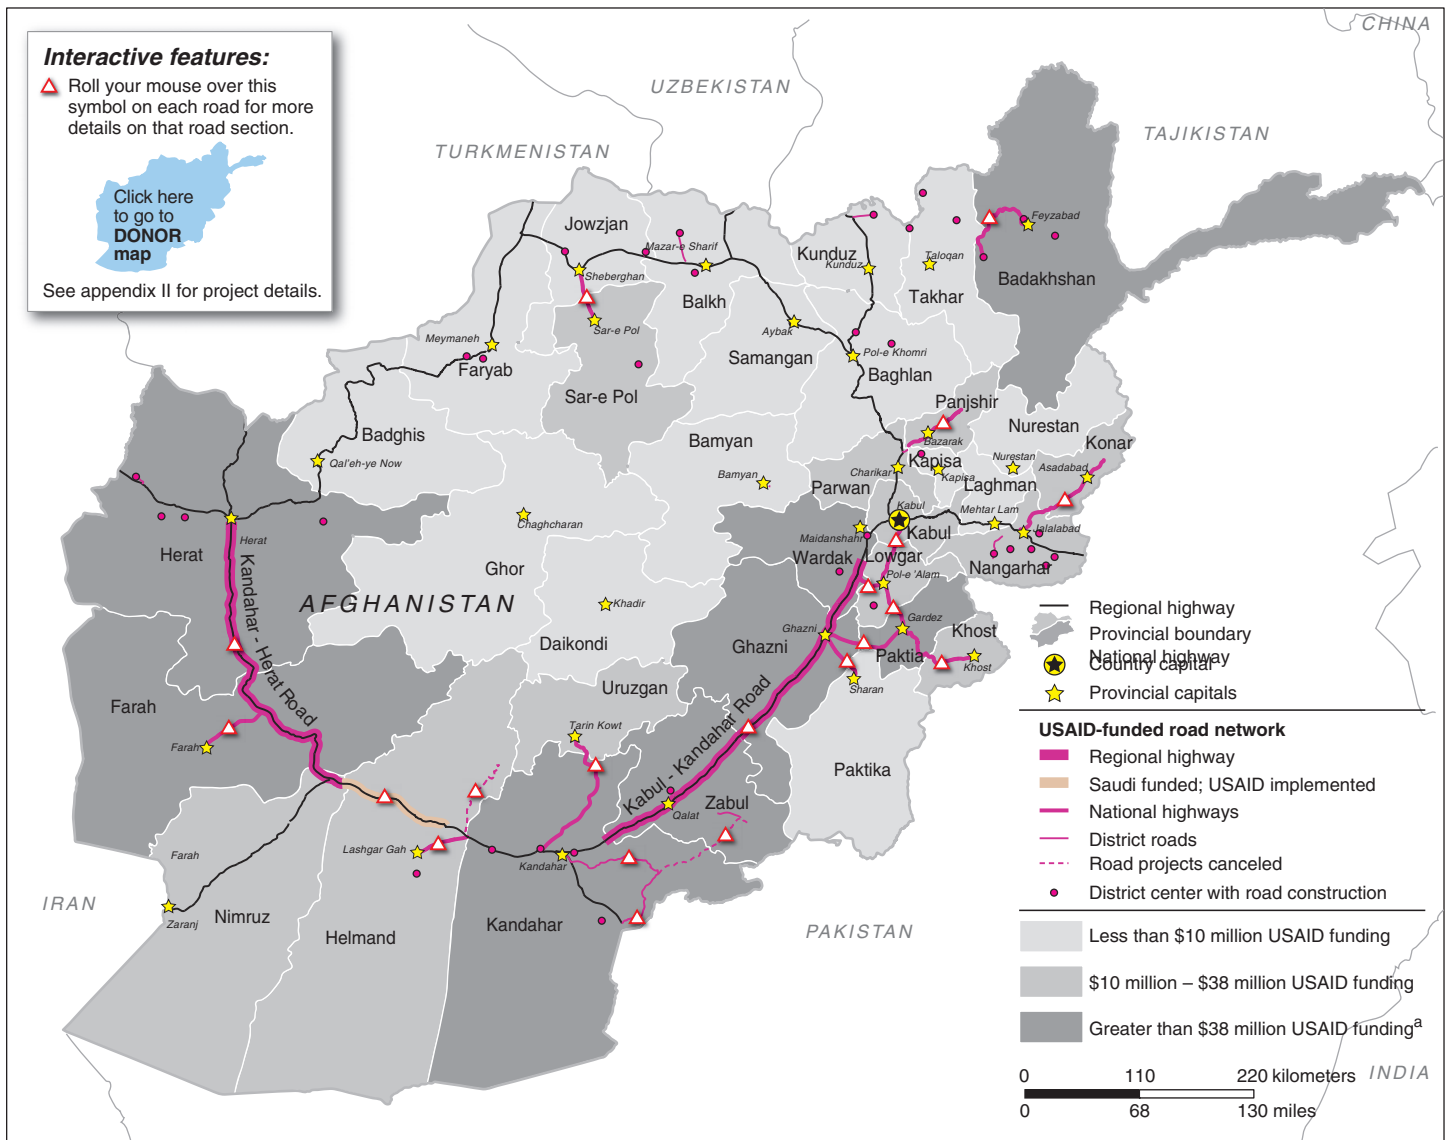 Interactive features:
Roll your mouse over this
symbol on each road for more
details on that road section.
Click here
to go to
DONOR
map
See appendix II for project details.
CHINA
UZBEKISTAN
TAJIKISTAN
TURKMENISTAN
Jowzjan
Mazar-e Sharif
Sheberghan
Balkh
Kunduz
Kunduz
Taloqan
Takhar
Feyzabad
Badakhshan
Sar-e Pol
Aybak
Meymaneh
Faryab
Samangan
Pol-e Khomri
Baghlan
Sar-e Pol
Panjshir
Nurestan
Badghis
Bamyan
Bazarak
Konar
Qal'eh-ye Now
Bamyan
Charikar
Kapisa
Kapisa
Nurestan
Asadabad
Parwan
Laghman
Chaghcharan
Kabul
Mehtar Lam
Herat
Herat
Maidanshahr
Kabul
Jalalabad
Wardak
Lowgar
Nangarhar
Ghor
Pol-e 'Alam
AFGHANISTAN
Khadir
Daikondi
Ghazni
Ghazni
Gardez
Khost
Paktia
Khost
Sharan
Kandahar - Herat Road
Uruzgan
Farah
Farah
Tarin Kowt
Kabul - Kandahar Road
Paktika
Zabul
Qalat
Farah
Lashgar Gah
Kandahar
IRAN
Zaranj
Nimruz
Helmand
Kandahar
PAKISTAN
INDIA
Regional highway
Provincial boundary
National highway
Country capital
Provincial capitals
USAID-funded road network
Regional highway
Saudi funded; USAID implemented
National highways
District roads
Road projects canceled
District center with road construction
Less than $10 million USAID funding
$10 million – $38 million USAID funding
Greater than $38 million USAID funding<sup>a</sup>
0 110 220 kilometers
0 68 130 miles